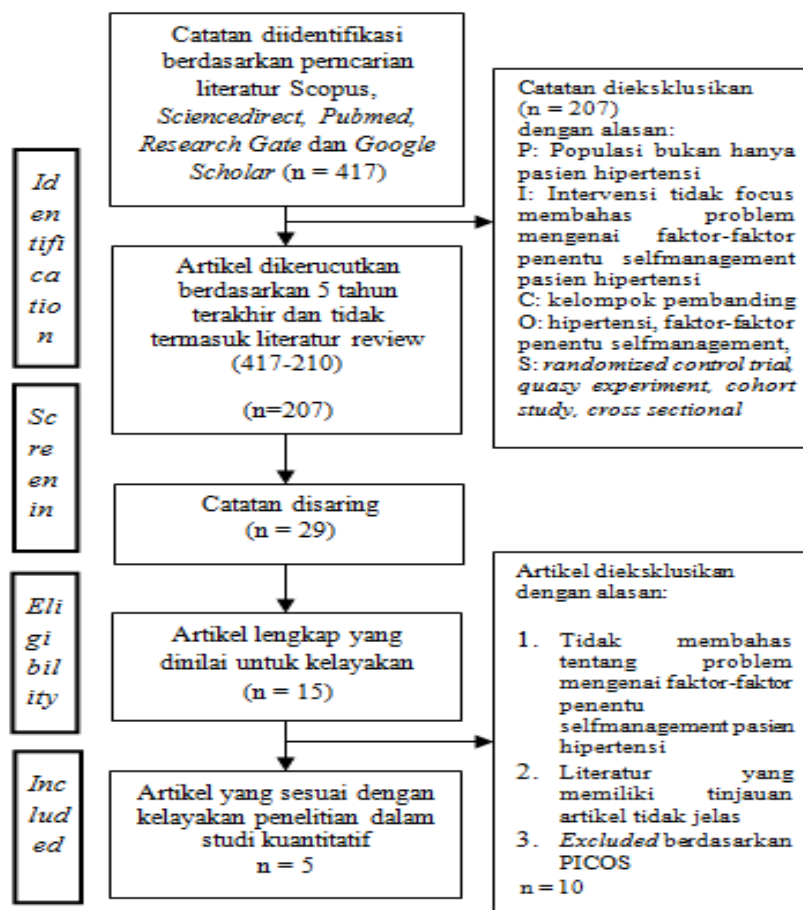 Catatan diidentifikasi
berdasarkan perncarian
literatur Scopus,
Sciencedirect, Pubmed,
Research Gate dan Google
Scholar (n = 417)
Catatan dieksklusikan
(n = 207)
dengan alasan:
P: Populasi bukan hanya
pasien hipertensi
I: Intervensi tidak focus
membahas problem
mengenai faktor-faktor
penentu selfmanagement
pasien hipertensi
C: kelompok pembanding
O: hipertensi, faktor-faktor
penentu selfmanagement,
S: randomized control trial,
quasy experiment, cohort
study, cross sectional
Id
en
tifi
ca
tio
n
Artikel dikerucutkan
berdasarkan 5 tahun
terakhir dan tidak
termasuk literatur review
(417-210)
(n=207)
Sc
re
en
in
Catatan disaring
(n = 29)
Eli
gi
bil
ity
Artikel lengkap yang
dinilai untuk kelayakan
(n = 15)
Artikel dieksklusikan
dengan alasan:
1. Tidak membahas
tentang problem
mengenai faktor-faktor
penentu
selfmanagement pasien
hipertensi
2. Literatur yang
memiliki tinjauan
artikel tidak jelas
3. Excluded berdasarkan
PICOS
n = 10
Inc
lud
ed
Artikel yang sesuai dengan
kelayakan penelitian dalam
studi kuantitatif
n = 5